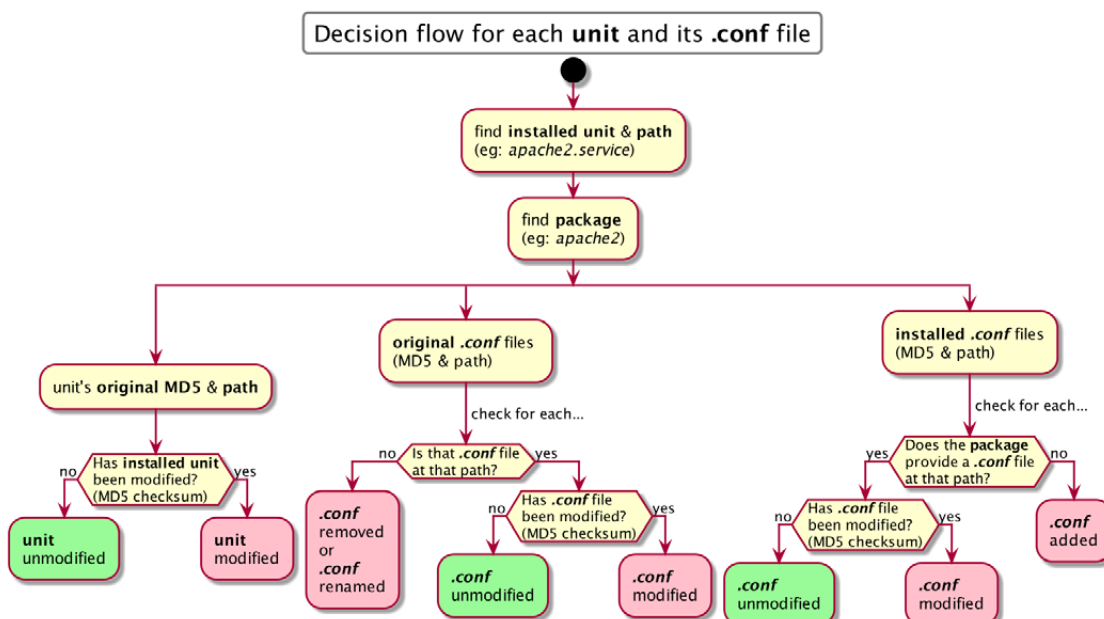 Decision flow for each unit and its .conf file
find installed unit & path
(eg: apache2.service)
find package
(eg: apache2)
unit's original MD5 & path
Has installed unit
been modified?
(MD5 checksum)
no
yes
unit
unmodified
unit
modified
original .conf files
(MD5 & path)
check for each...
Is that .conf file
at that path?
no
yes
.conf
removed
or
.conf
renamed
Has .conf file
been modified?
(MD5 checksum)
no
yes
.conf
unmodified
.conf
modified
installed .conf files
(MD5 & path)
check for each...
Does the package
provide a .conf file
at that path?
yes
no
Has .conf file
been modified?
(MD5 checksum)
no
yes
.conf
unmodified
.conf
modified
.conf
added